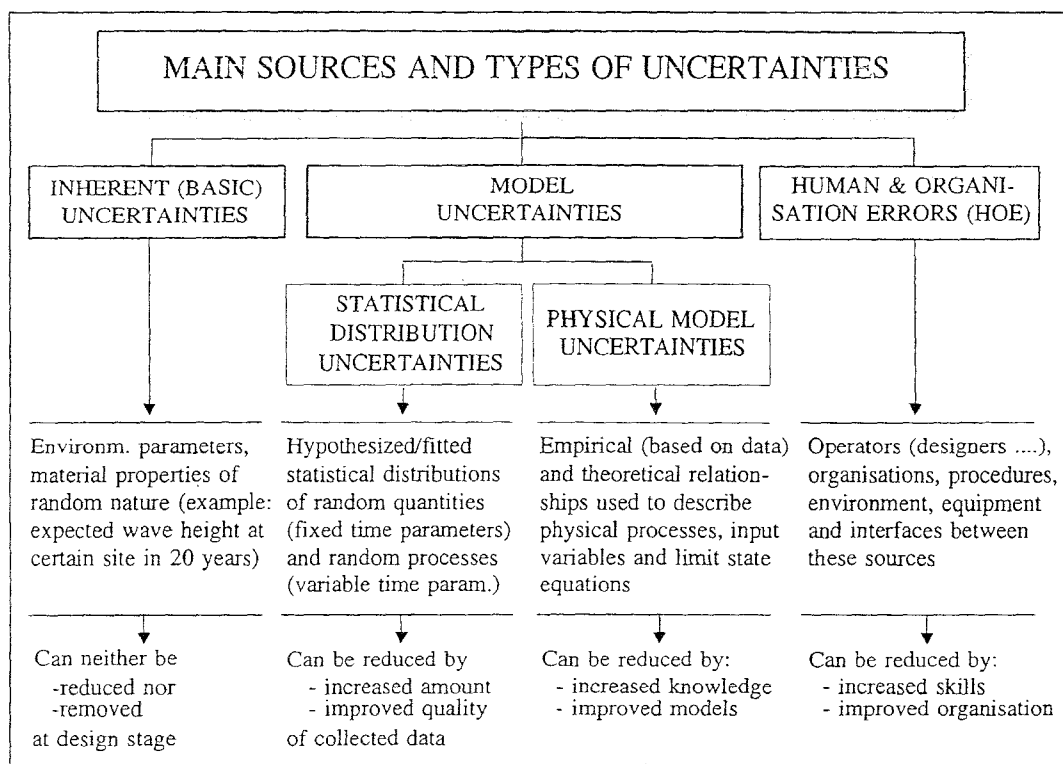 MAIN SOURCES AND TYPES OF UNCERTAINTIES
INHERENT (BASIC)
UNCERTAINTIES
MODEL
UNCERTAINTIES
HUMAN & ORGANI-
SATION ERRORS (HOE)
STATISTICAL
DISTRIBUTION
UNCERTAINTIES
PHYSICAL MODEL
UNCERTAINTIES
Environm. parameters,
material properties of
random nature (example:
expected wave height at
certain site in 20 years)
Hypothesized/fitted
statistical distributions
of random quantities
(fixed time parameters)
and random processes
(variable time param.)
Empirical (based on data)
and theoretical relation-
ships used to describe
physical processes, input
variables and limit state
equations
Operators (designers ....),
organisations, procedures,
environment, equipment
and interfaces between
these sources
Can neither be
-reduced nor
-removed
at design stage
Can be reduced by
- increased amount
- improved quality
of collected data
Can be reduced by:
- increased knowledge
- improved models
Can be reduced by:
- increased skills
- improved organisation